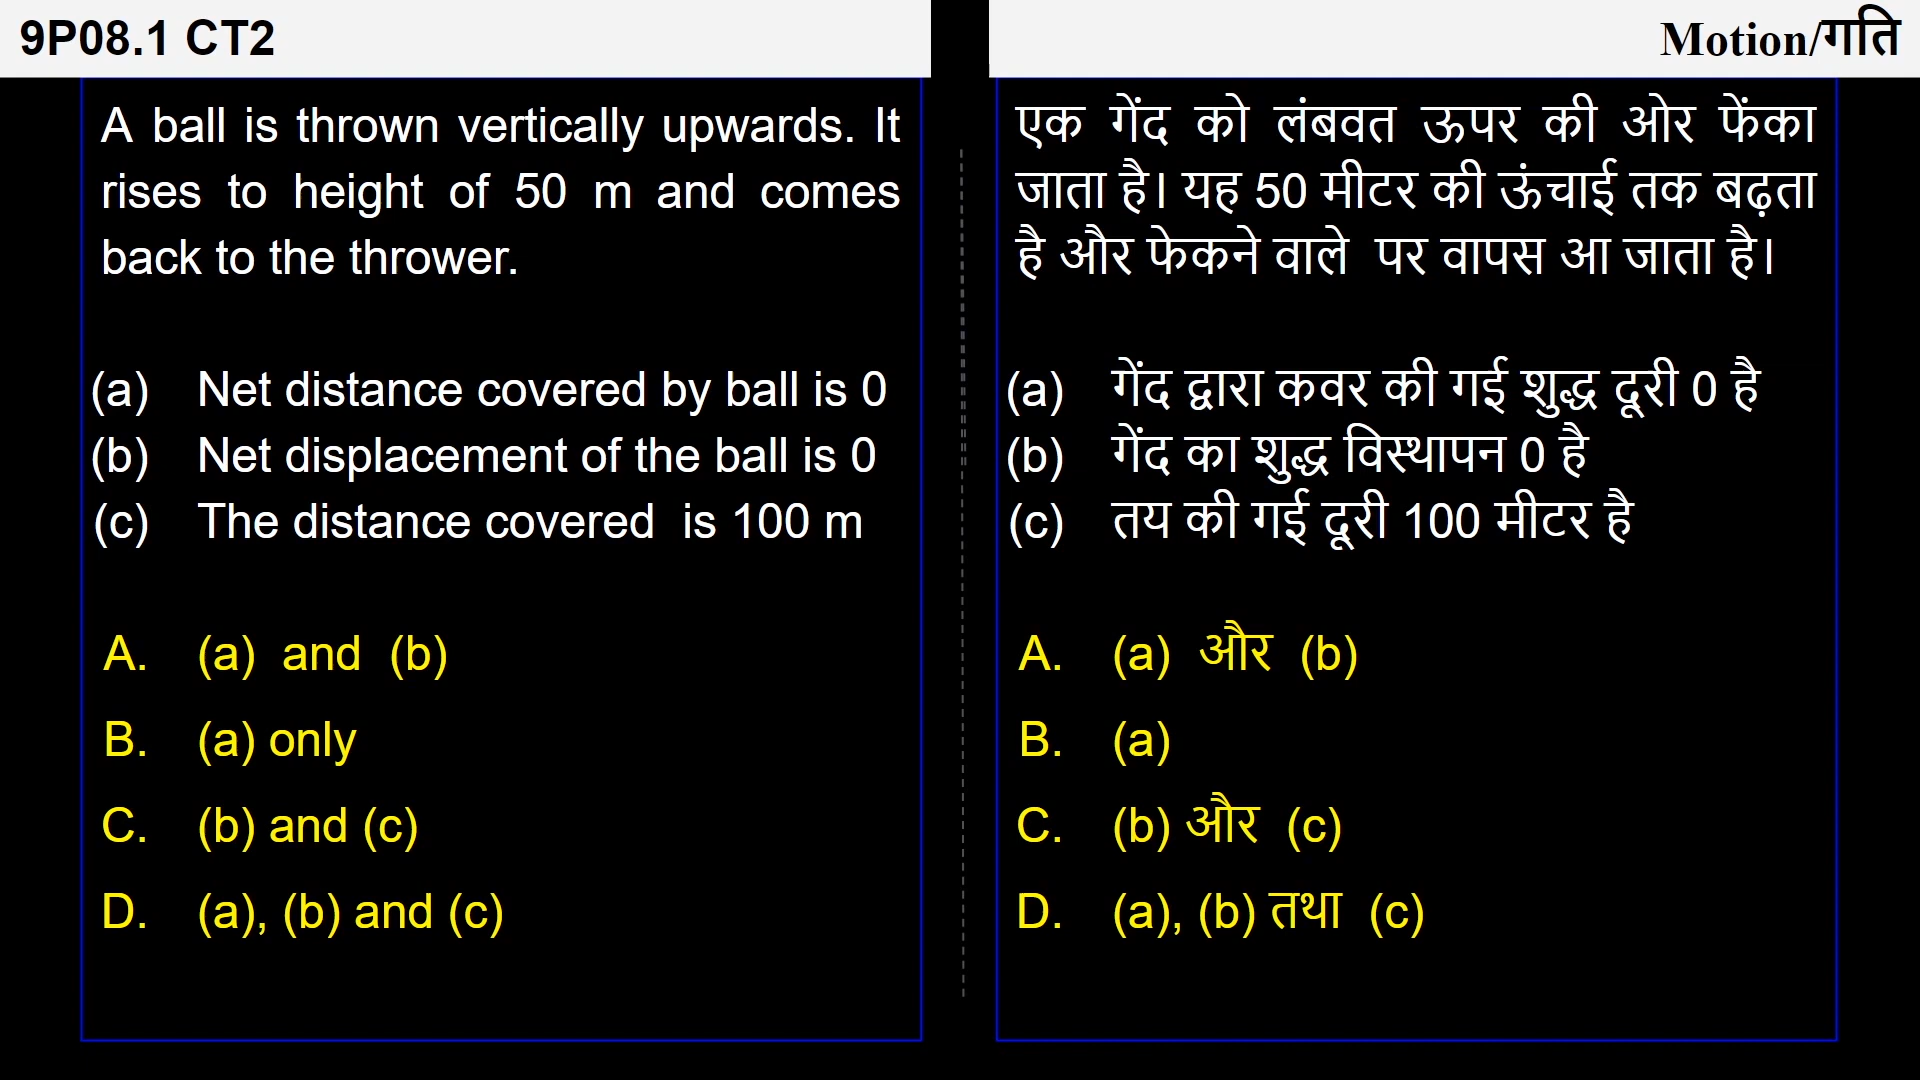 9P08.1 CT2
Motion/गति
A ball is thrown vertically upwards. It
rises to height of 50 m and comes
back to the thrower.
(a) Net distance covered by ball is 0
(b) Net displacement of the ball is 0
(c) The distance covered is 100 m
A. (a) and (b)
B. (a) only
C. (b) and (c)
D. (a), (b) and (c)
एक गेंद को लंबवत ऊपर की ओर फेंका
जाता है। यह 50 मीटर की ऊंचाई तक बढ़ता
है और फेकने वाले पर वापस आ जाता है।
(a) गेंद द्वारा कवर की गई शुद्ध दूरी 0 है
(b) गेंद का शुद्ध विस्थापन 0 है
(c) तय की गई दूरी 100 मीटर है
A. (a) और (b)
B. (a)
C. (b) और (c)
D. (a), (b) तथा (c)